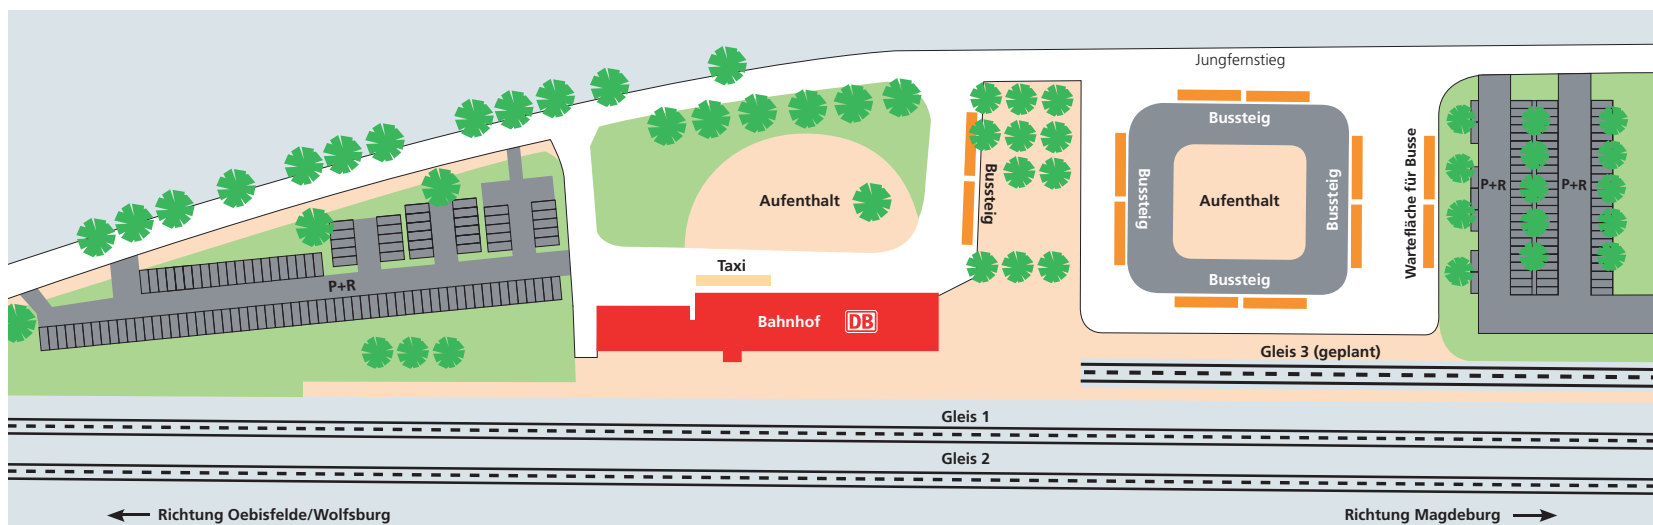 Jungfernstieg
Bussteig
Bussteig
Aufenthalt
Bussteig
Bussteig
Bussteig
Aufenthalt
Wartefläche für Busse
P+R
P+R
Taxi
P+R
Bahnhof
DB
Gleis 3 (geplant)
Gleis 1
Gleis 2
Richtung Oebisfelde/Wolfsburg
Richtung Magdeburg